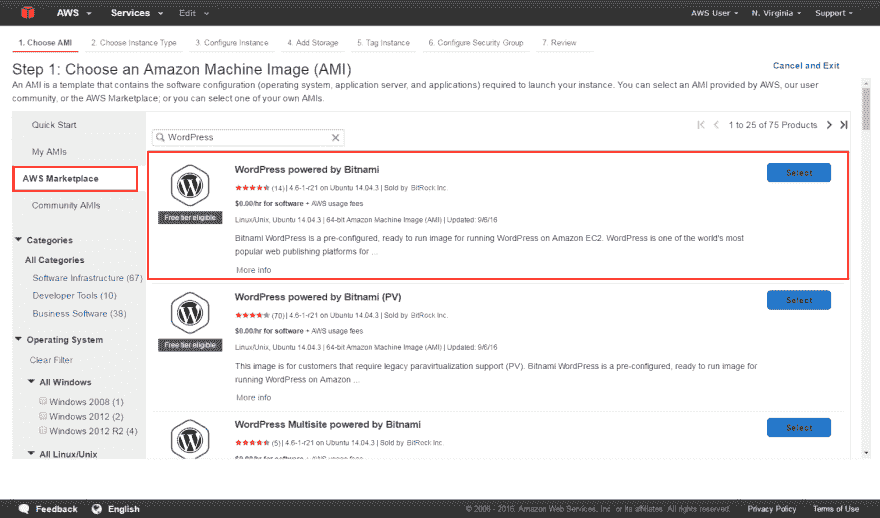 AWS Services Edit AWS User N. Virginia Support
1. Choose AMI 2. Choose Instance Type 3. Configure Instance 4. Add Storage 5. Tag Instance 6. Configure Security Group 7. Review
Step 1: Choose an Amazon Machine Image (AMI) Cancel and Exit
An AMI is a template that contains the software configuration (operating system, application server, and applications) required to launch your instance. You can select an AMI provided by AWS, our user
community, or the AWS Marketplace; or you can select one of your own AMIs.
Quick Start
My AMIs
AWS Marketplace
Community AMIs
Categories
All Categories
Software Infrastructure (67)
Developer Tools (10)
Business Software (38)
Operating System
Clear Filter
All Windows
Windows 2008 (1)
Windows 2012 (2)
Windows 2012 R2 (4)
All Linux/Unix
WordPress
1 to 25 of 75 Products
WordPress powered by Bitnami
(14) | 4.6-1-r21 on Ubuntu 14.04.3 | Sold by BitRock Inc.
$0.00/hr for software + AWS usage fees
Linux/Unix, Ubuntu 14.04.3 | 64-bit Amazon Machine Image (AMI) | Updated: 9/6/16
Bitnami WordPress is a pre-configured, ready to run image for running WordPress on Amazon EC2. WordPress is one of the world's most
popular web publishing platforms for ...
More info
Free tier eligible
Select
WordPress powered by Bitnami (PV)
(70) | 4.6-1-r21 on Ubuntu 14.04.3 | Sold by BitRock Inc.
$0.00/hr for software + AWS usage fees
Linux/Unix, Ubuntu 14.04.3 | 64-bit Amazon Machine Image (AMI) | Updated: 9/6/16
This image is for customers that require legacy paravirtualization support (PV). Bitnami WordPress is a pre-configured, ready to run image for
running WordPress on Amazon ...
More info
Free tier eligible
Select
WordPress Multisite powered by Bitnami
(5) | 4.6-1-r21 on Ubuntu 14.04.3 | Sold by BitRock Inc.
$0.00/hr for software + AWS usage fees
Select
Feedback English © 2008 - 2016, Amazon Web Services, Inc. or its affiliates. All rights reserved. Privacy Policy Terms of Use